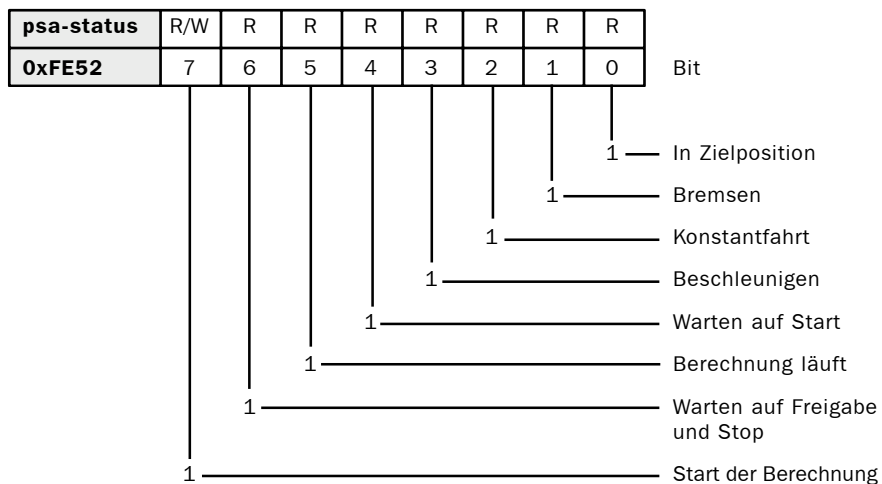 psa-status R/W R R R R R R R
0xFE52 7 6 5 4 3 2 1 0 Bit
1 In Zielposition
1 Bremsen
1 Konstantfahrt
1 Beschleunigen
1 Warten auf Start
1 Berechnung läuft
1 Warten auf Freigabe
und Stop
1 Start der Berechnung